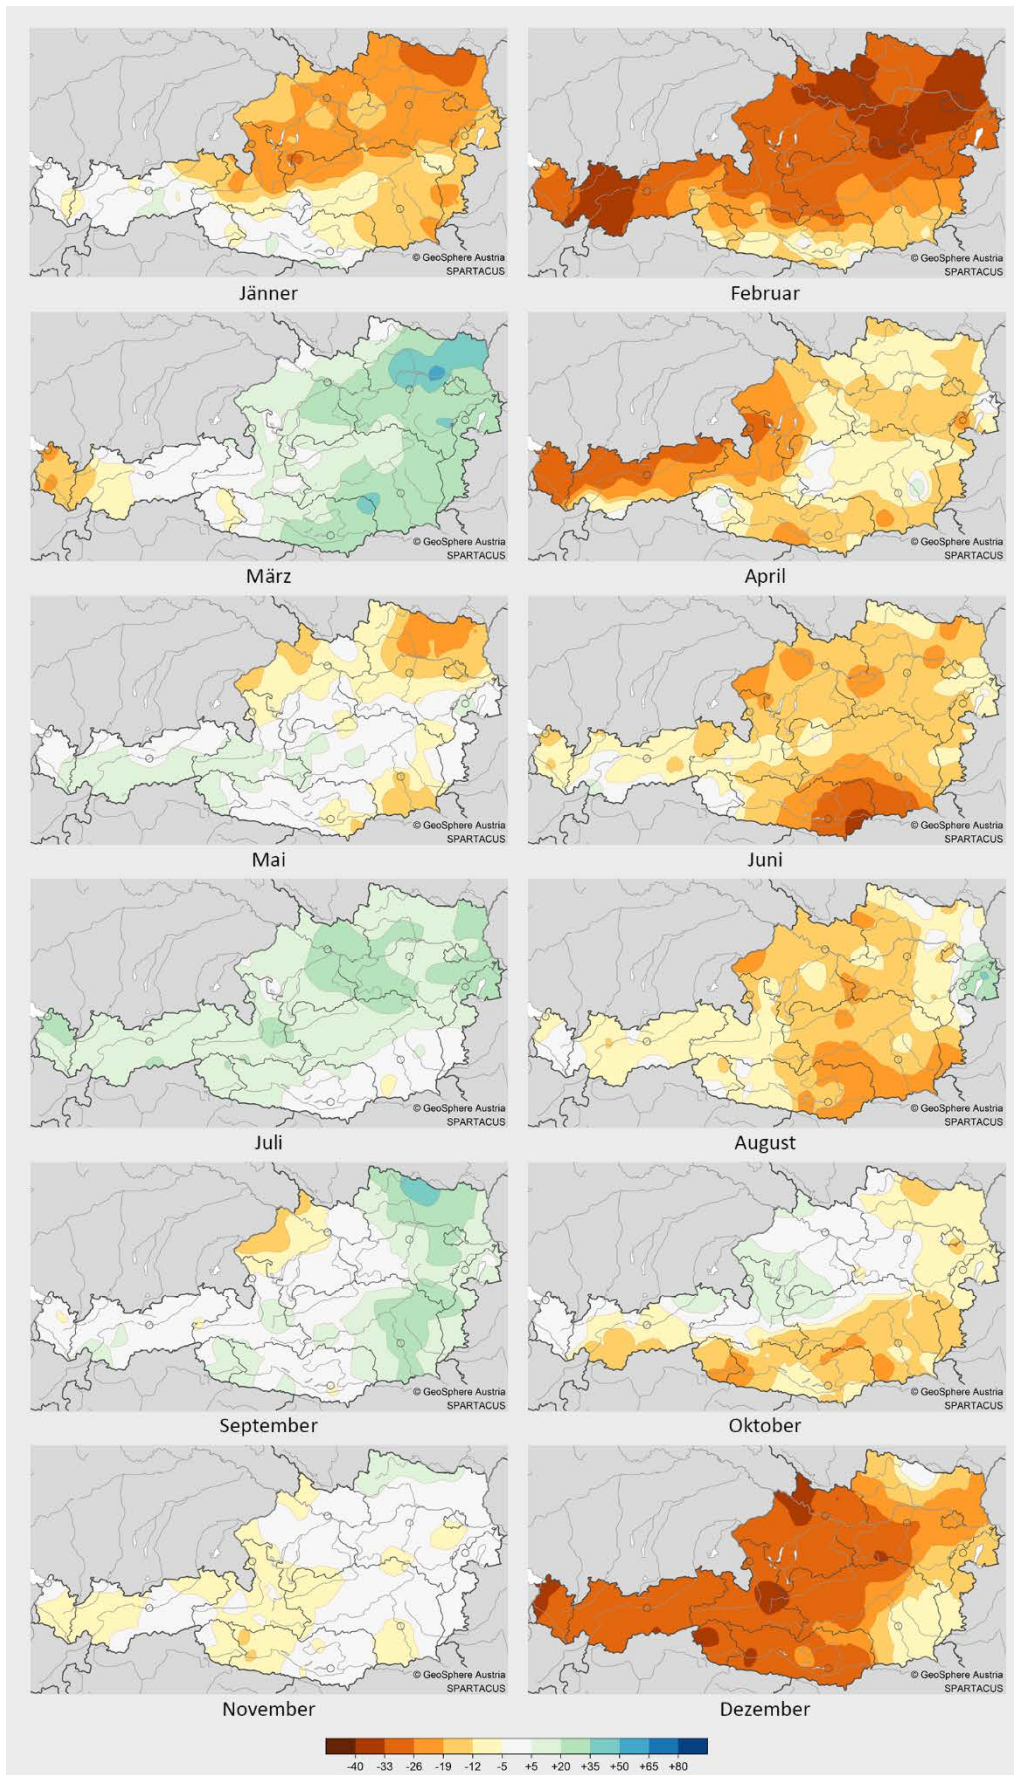 © GeoSphere Austria
SPARTACUS
© GeoSphere Austria
SPARTACUS
Jänner
Februar
© GeoSphere Austria
SPARTACUS
© GeoSphere Austria
SPARTACUS
März
April
© GeoSphere Austria
SPARTACUS
© GeoSphere Austria
SPARTACUS
Mai
Juni
© GeoSphere Austria
SPARTACUS
© GeoSphere Austria
SPARTACUS
Juli
August
© GeoSphere Austria
SPARTACUS
© GeoSphere Austria
SPARTACUS
September
Oktober
© GeoSphere Austria
SPARTACUS
© GeoSphere Austria
SPARTACUS
November
Dezember
-40 -33 -26 -19 -12 -5 +5 +20 +35 +50 +65 +80